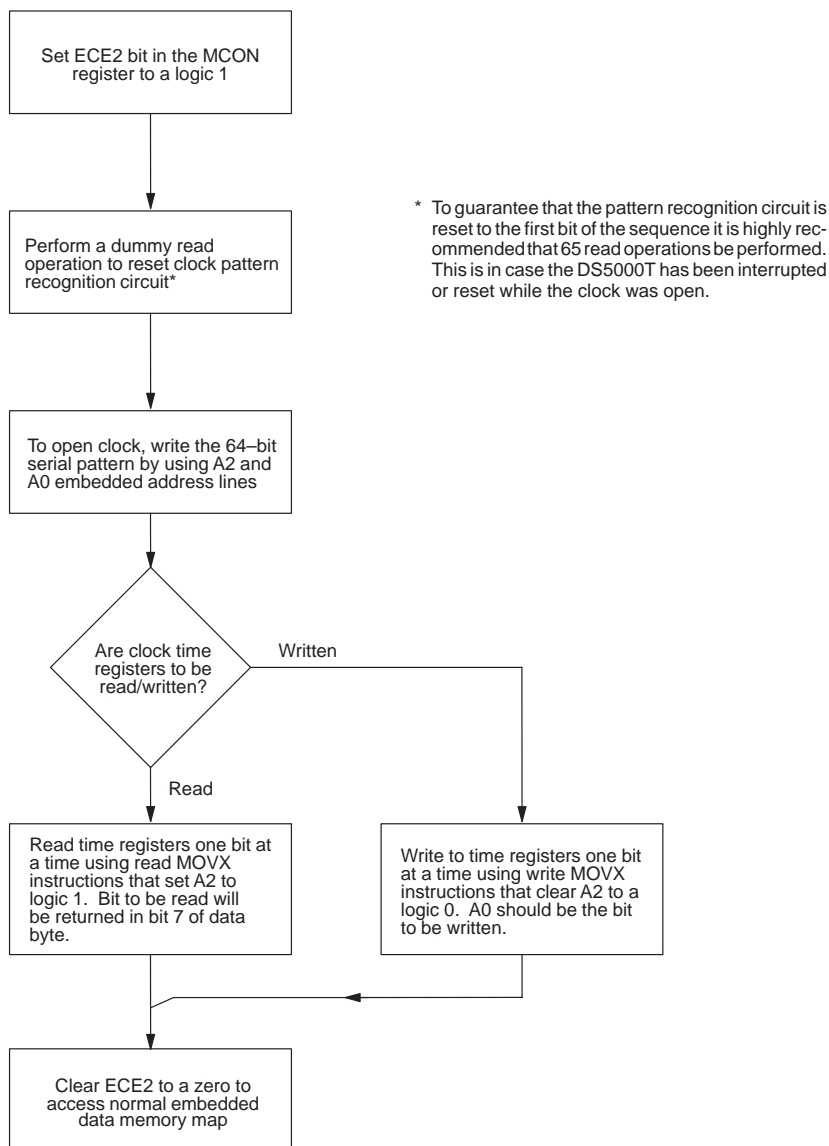 Set ECE2 bit in the MCON
register to a logic 1
Perform a dummy read
operation to reset clock pattern
recognition circuit*
* To guarantee that the pattern recognition circuit is
reset to the first bit of the sequence it is highly rec-
ommended that 65 read operations be performed.
This is in case the DS5000T has been interrupted
or reset while the clock was open.
To open clock, write the 64–bit
serial pattern by using A2 and
A0 embedded address lines
Are clock time
registers to be
read/written?
Written
Read
Read time registers one bit at
a time using read MOVX
instructions that set A2 to
logic 1. Bit to be read will
be returned in bit 7 of data
byte.
Write to time registers one bit
at a time using write MOVX
instructions that clear A2 to a
logic 0. A0 should be the bit
to be written.
Clear ECE2 to a zero to
access normal embedded
data memory map